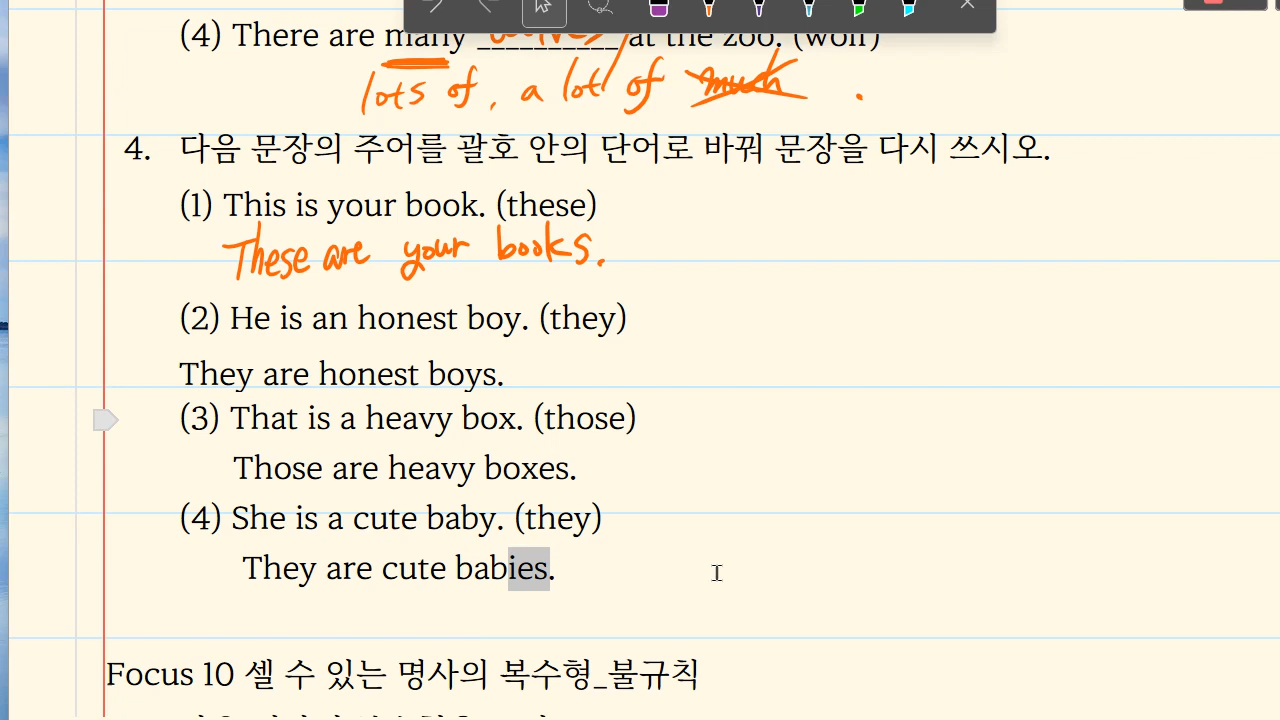 (4) There are many __________ at the zoo. (wolf)
lots of, a lot of much .
4. 다음 문장의 주어를 괄호 안의 단어로 바꿔 문장을 다시 쓰시오.
(1) This is your book. (these)
These are your books.
(2) He is an honest boy. (they)
They are honest boys.
(3) That is a heavy box. (those)
Those are heavy boxes.
(4) She is a cute baby. (they)
They are cute babies.
Focus 10 셀 수 있는 명사의 복수형_불규칙